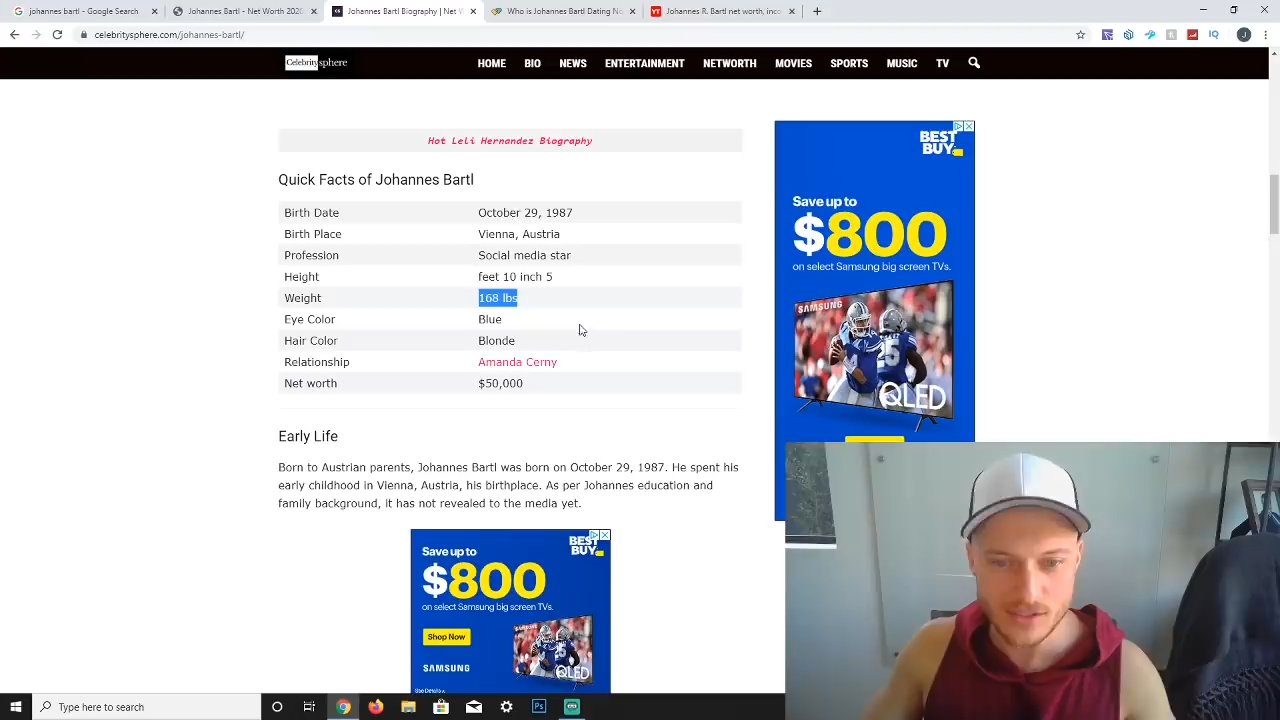 johannes bartl - Google Search
Johannes Bartl - Net Worth 2020
Johannes Bartl Biography | Net W
Who is Johannes Bartl Dating No
Johannes R. Bartl net worth, inco
celebritysphere.com/johannes-bartl/
Celebritysphere
HOME BIO NEWS ENTERTAINMENT NETWORTH MOVIES SPORTS MUSIC TV
Hot Leli Hernandez Biography
Quick Facts of Johannes Bartl
Birth Date October 29, 1987
Birth Place Vienna, Austria
Profession Social media star
Height feet 10 inch 5
Weight 168 lbs
Eye Color Blue
Hair Color Blonde
Relationship Amanda Cerny
Net worth $50,000
Early Life
Born to Austrian parents, Johannes Bartl was born on October 29, 1987. He spent his
early childhood in Vienna, Austria, his birthplace. As per Johannes education and
family background, it has not revealed to the media yet.
BEST
BUY
Save up to
$800
on select Samsung big screen TVs.
SAMSUNG
QLED
BEST
BUY
Save up to
$800
on select Samsung big screen TVs.
Shop Now
SAMSUNG
QLED
See Details
Type here to search